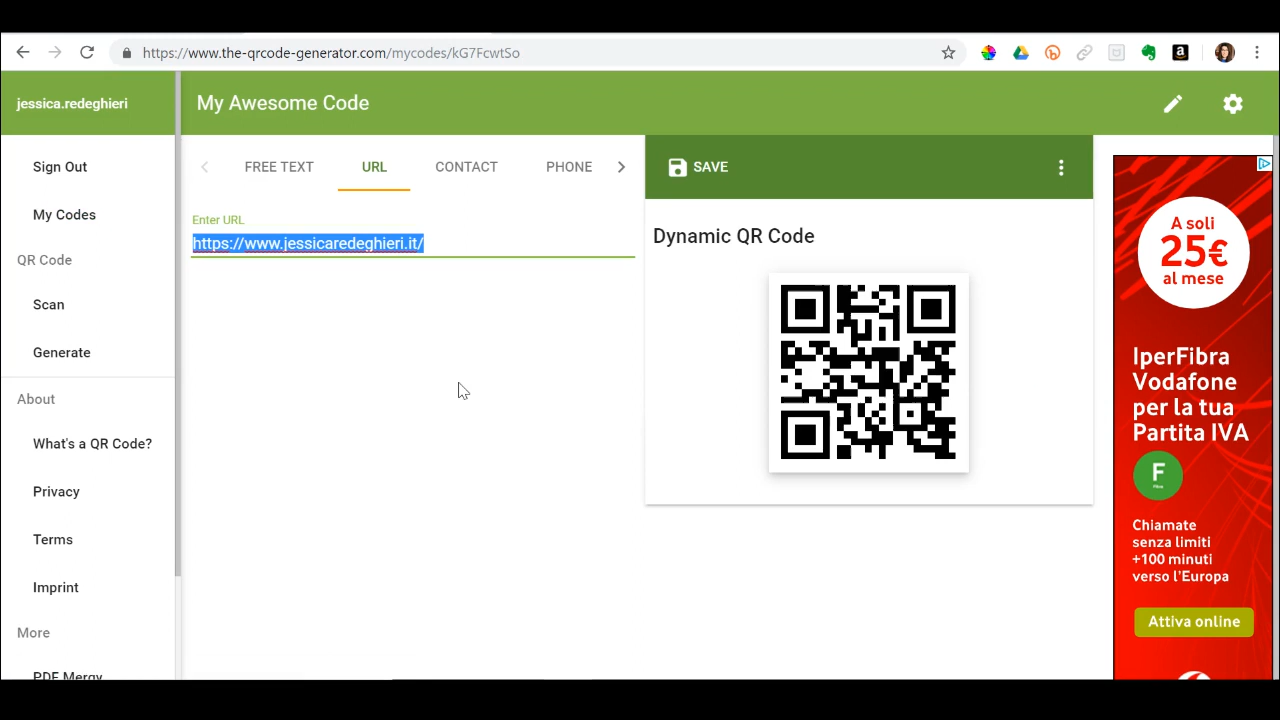 https://www.the-qrcode-generator.com/mycodes/kG7FcwtSo
jessica.redeghieri
My Awesome Code
Sign Out
My Codes
QR Code
Scan
Generate
About
What's a QR Code?
Privacy
Terms
Imprint
More
PDF Mergy
FREE TEXT
URL
CONTACT
PHONE
Enter URL
https://www.jessicaredeghieri.it/
SAVE
Dynamic QR Code
A soli
25€
al mese
IperFibra
Vodafone
per la tua
Partita IVA
F
Chiamate
senza limiti
+100 minuti
verso l'Europa
Attiva online